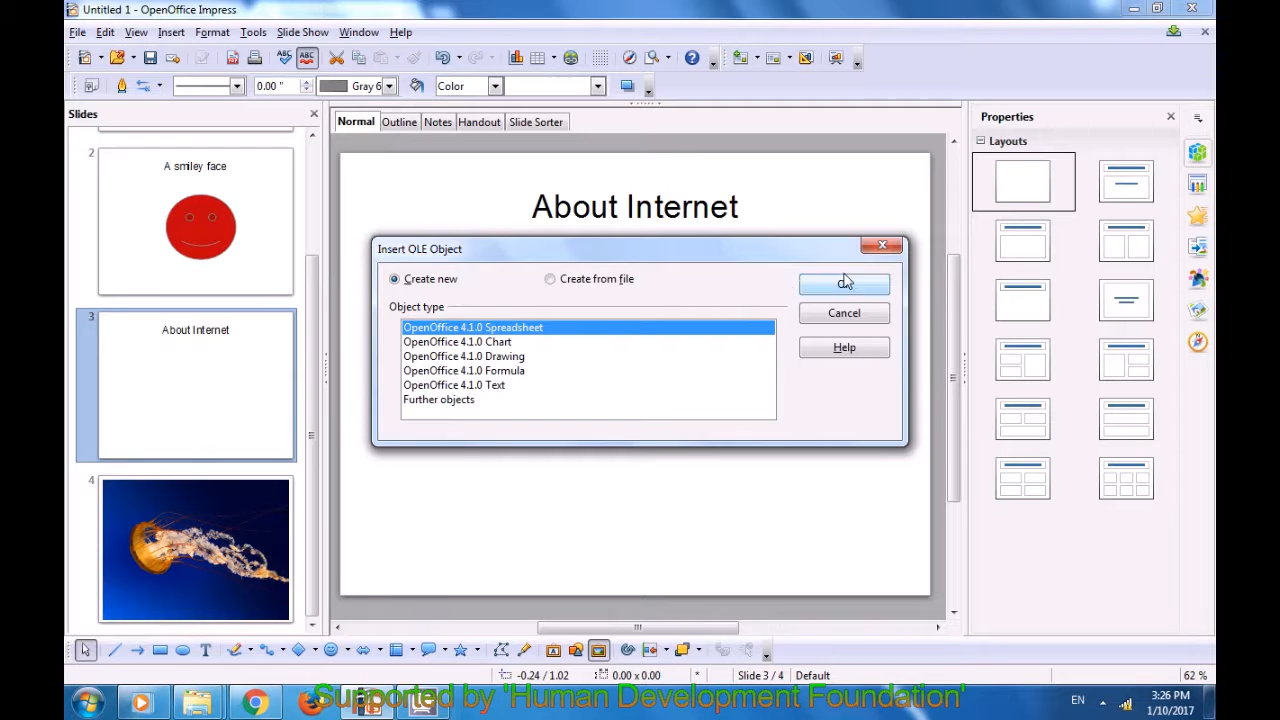 Untitled 1 - OpenOffice Impress
File Edit View Insert Format Tools Slide Show Window Help
0.00 " Gray 6 Color
Slides
Normal Outline Notes Handout Slide Sorter
Properties
Layouts
2
A smiley face
About Internet
Insert OLE Object
Create new
Create from file
Object type
OpenOffice 4.1.0 Spreadsheet
OpenOffice 4.1.0 Chart
OpenOffice 4.1.0 Drawing
OpenOffice 4.1.0 Formula
OpenOffice 4.1.0 Text
Further objects
Cancel
Help
3
About Internet
4
-0.24 / 1.02 0.00 x 0.00 * Slide 3 / 4 Default 62 %
Supported by 'Human Development Foundation'
EN
3:26 PM
1/10/2017